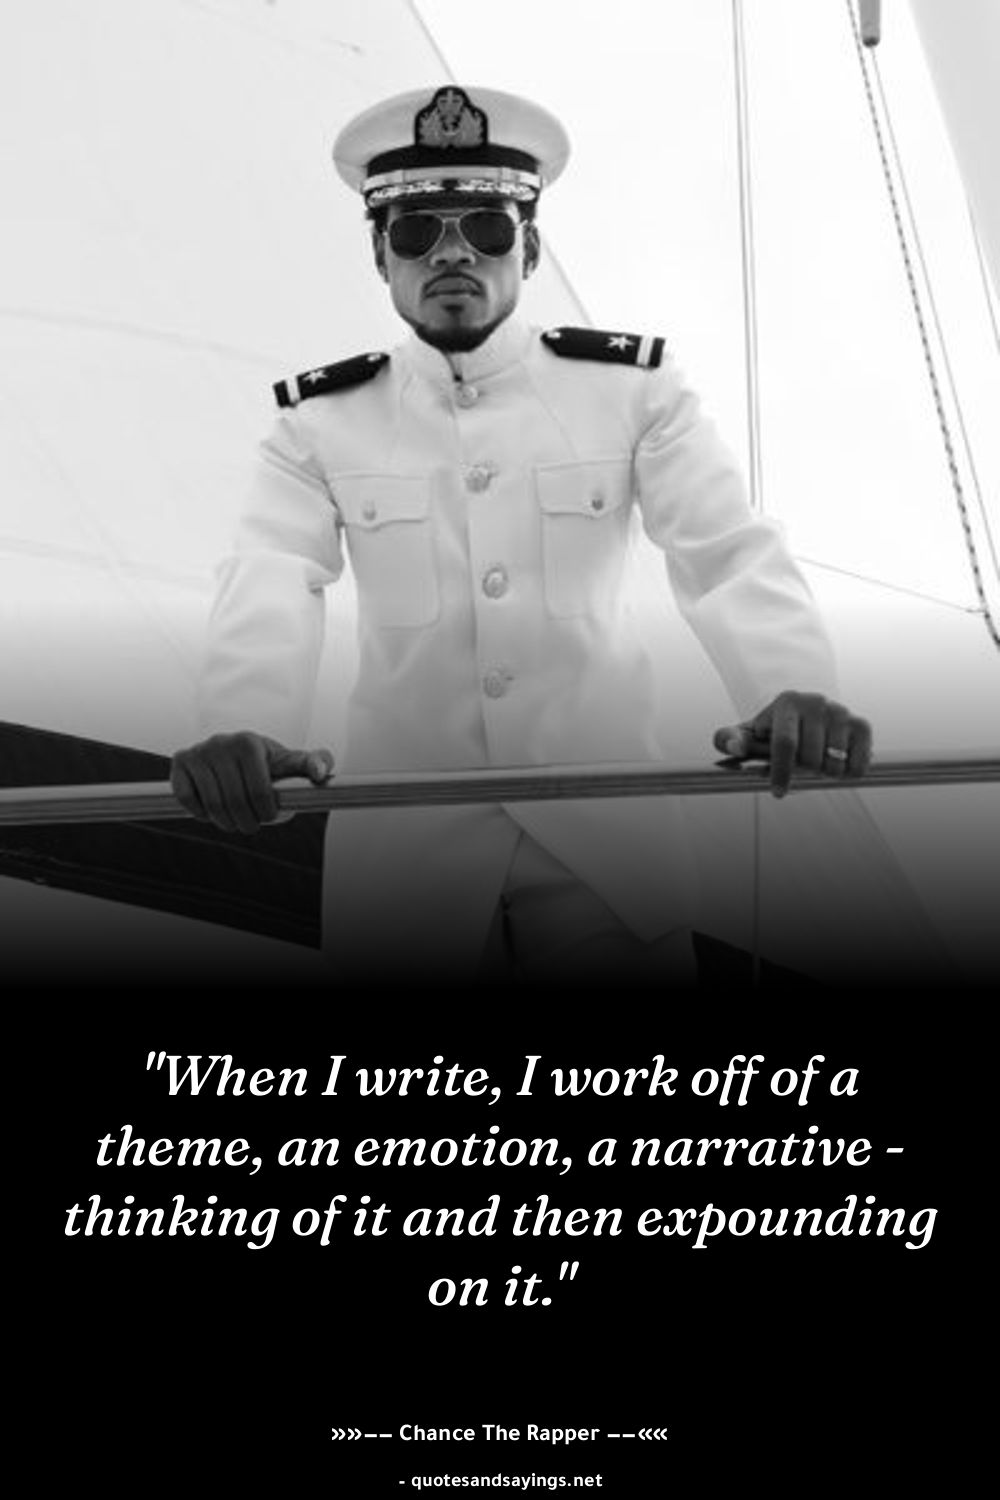 "When I write, I work off of a
theme, an emotion, a narrative -
thinking of it and then expounding
on it."
»»—— Chance The Rapper ——««
- quotesandsayings.net